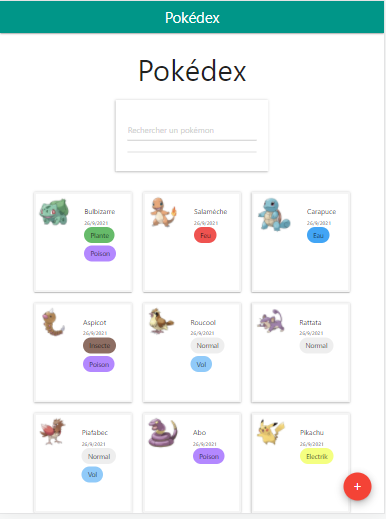 Pokédex
Pokédex
Rechercher un pokémon
Bulbizarre
26/9/2021
Plante
Poison
Salamèche
26/9/2021
Feu
Carapuce
26/9/2021
Eau
Aspicot
26/9/2021
Insecte
Poison
Roucool
26/9/2021
Normal
Vol
Rattata
26/9/2021
Normal
Piafabec
26/9/2021
Normal
Vol
Abo
26/9/2021
Poison
Pikachu
26/9/2021
Electrik
+